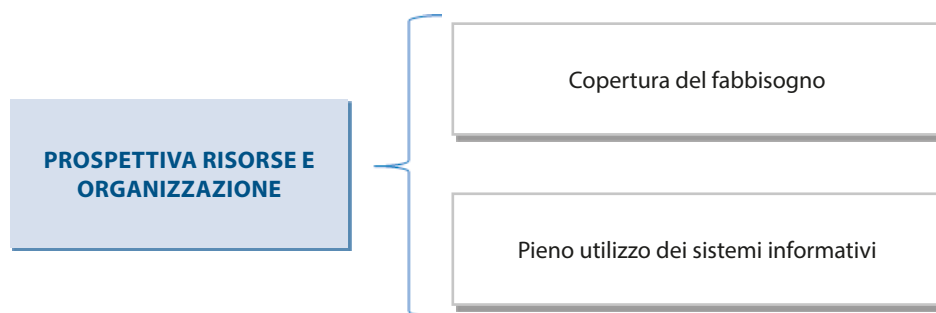 PROSPETTIVA RISORSE E
ORGANIZZAZIONE
Copertura del fabbisogno
Pieno utilizzo dei sistemi informativi